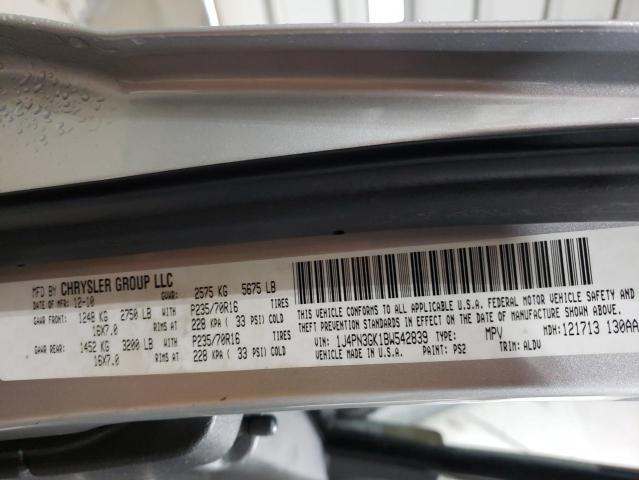 MFD BY CHRYSLER GROUP LLC
DATE OF MFR: 12-10 GVWR: 2575 KG 5675 LB
GAWR FRONT: 1248 KG 2750 LB WITH P235/70R16 TIRES
16X7.0 RIMS AT 228 KPA ( 33 PSI) COLD
GAWR REAR: 1452 KG 3200 LB WITH P235/70R16 TIRES
16X7.0 RIMS AT 228 KPA ( 33 PSI) COLD
THIS VEHICLE CONFORMS TO ALL APPLICABLE U.S.A. FEDERAL MOTOR VEHICLE SAFETY AND
THEFT PREVENTION STANDARDS IN EFFECT ON THE DATE OF MANUFACTURE SHOWN ABOVE.
VIN: 1J4PN3GK1BW542839 TYPE: MPV MDH: 121713 130AA
VEHICLE MADE IN U.S.A. PAINT: PS2 TRIM: ALDV